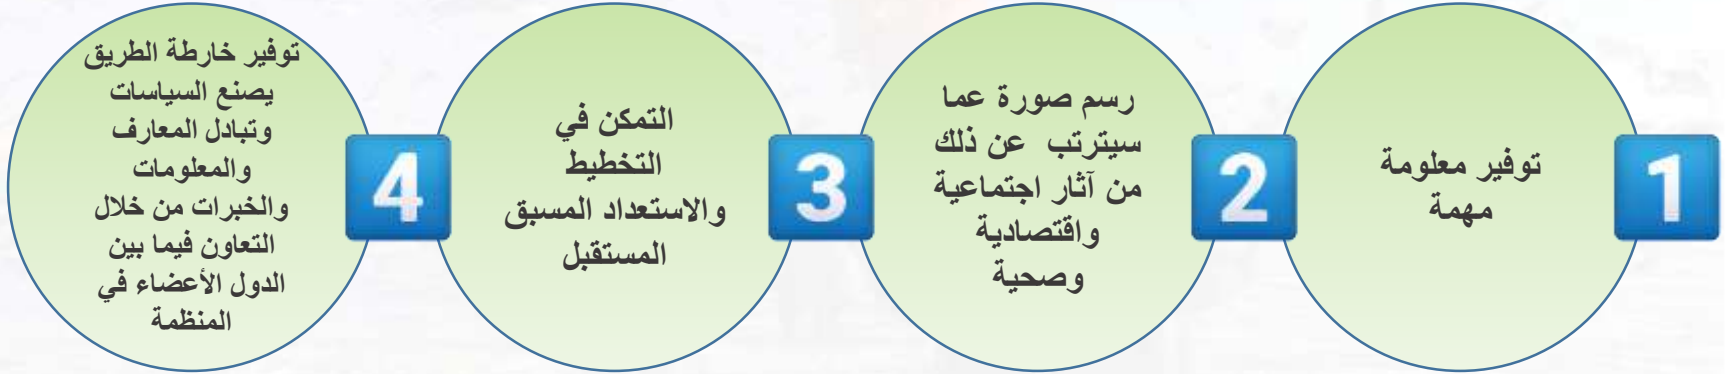 1
توفير معلومة
مهمة
2
رسم صورة عما
سيترتب عن ذلك
من آثار اجتماعية
واقتصادية
وصحية
3
التمكن في
التخطيط
والاستعداد المسبق
المستقبل
4
توفير خارطة الطريق
يصنع السياسات
وتبادل المعارف
والمعلومات
والخبرات من خلال
التعاون فيما بين
الدول الأعضاء في
المنظمة